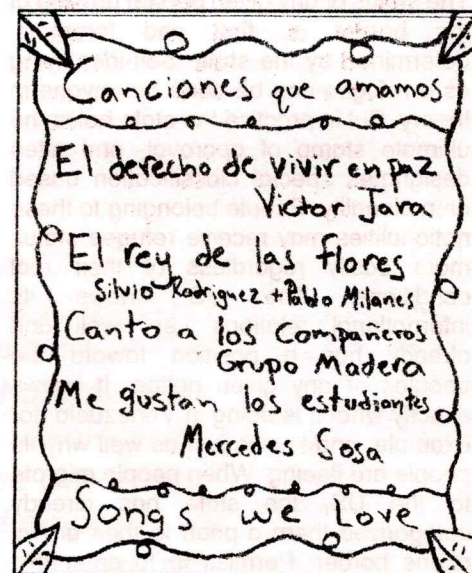 Canciones que amamos
El derecho de vivir en paz
Victor Jara
El rey de las flores
Silvio Rodriguez + Pablo Milanes
Canto a los Compañeros
Grupo Madera
Me gustan los estudiantes
Mercedes Sosa
Songs we Love